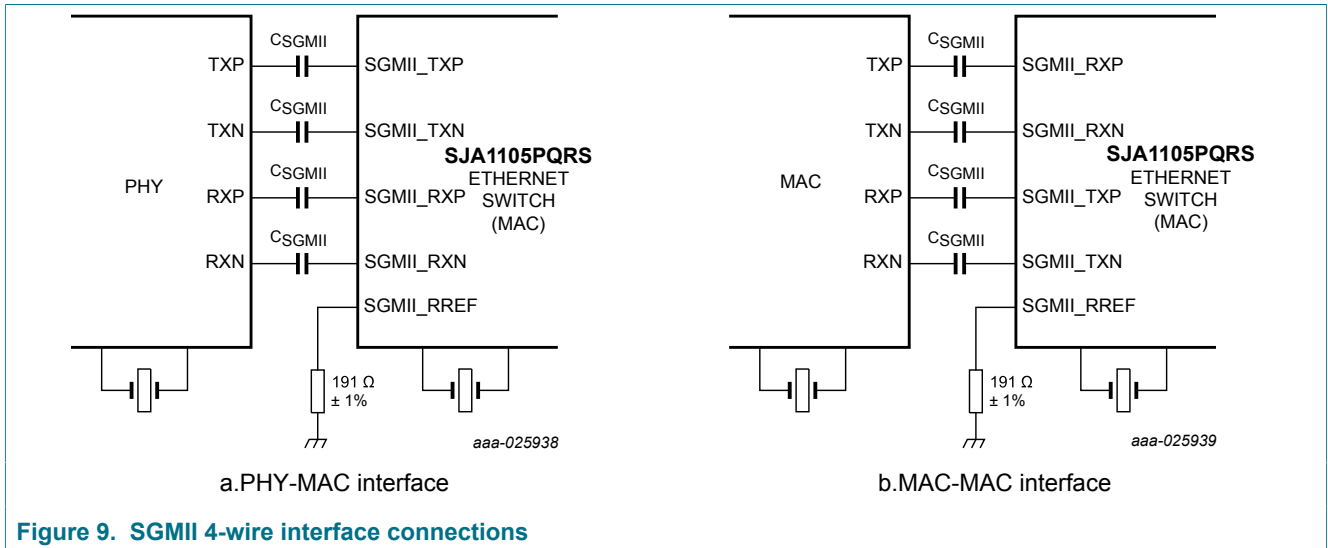 CSGMII
TXP
SGMII_TXP
CSGMII
TXN
SGMII_TXN
SJA1105PQRS
ETHERNET
SWITCH
(MAC)
PHY
CSGMII
RXP
SGMII_RXP
CSGMII
RXN
SGMII_RXN
SGMII_RREF
191 Ω
± 1%
aaa-025938
a.PHY-MAC interface
CSGMII
TXP
SGMII_RXP
CSGMII
TXN
SGMII_RXN
SJA1105PQRS
ETHERNET
SWITCH
(MAC)
MAC
CSGMII
RXP
SGMII_TXP
CSGMII
RXN
SGMII_TXN
SGMII_RREF
191 Ω
± 1%
aaa-025939
b.MAC-MAC interface
Figure 9. SGMII 4-wire interface connections